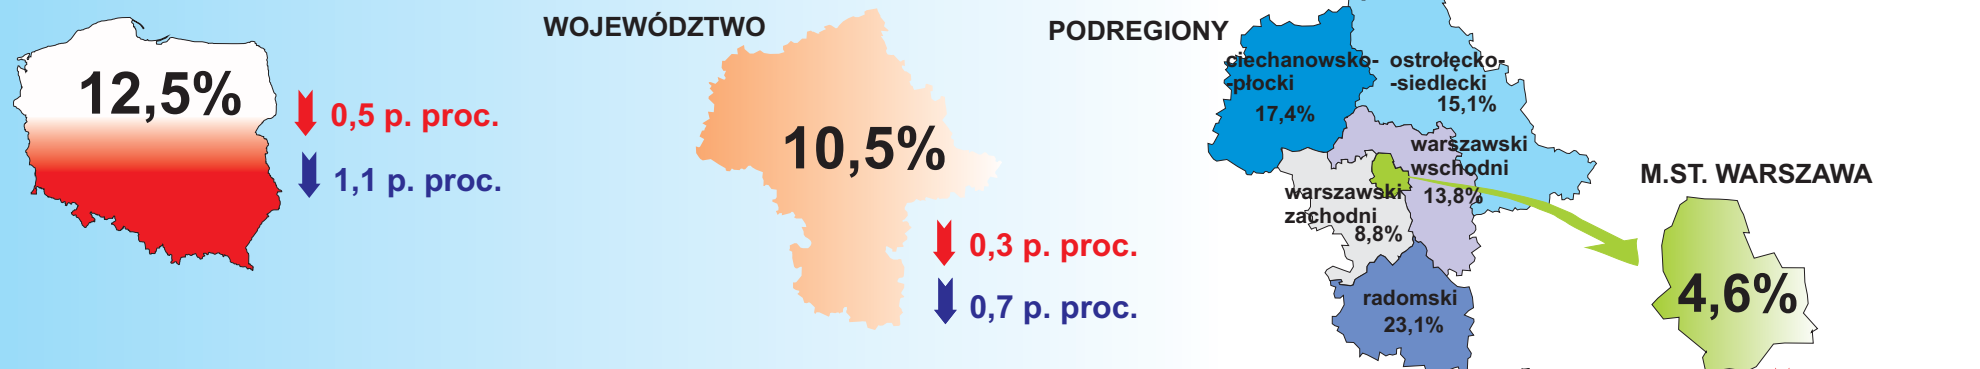 12,5%
0,5 p. proc.
1,1 p. proc.
WOJEWÓDZTWO
10,5%
0,3 p. proc.
0,7 p. proc.
PODREGIONY
ciechanowsko-
-płocki
17,4%
ostrołęcko-
-siedlecki
15,1%
warszawski
wschodni
13,8%
warszawski
zachodni
8,8%
radomski
23,1%
M.ST. WARSZAWA
4,6%